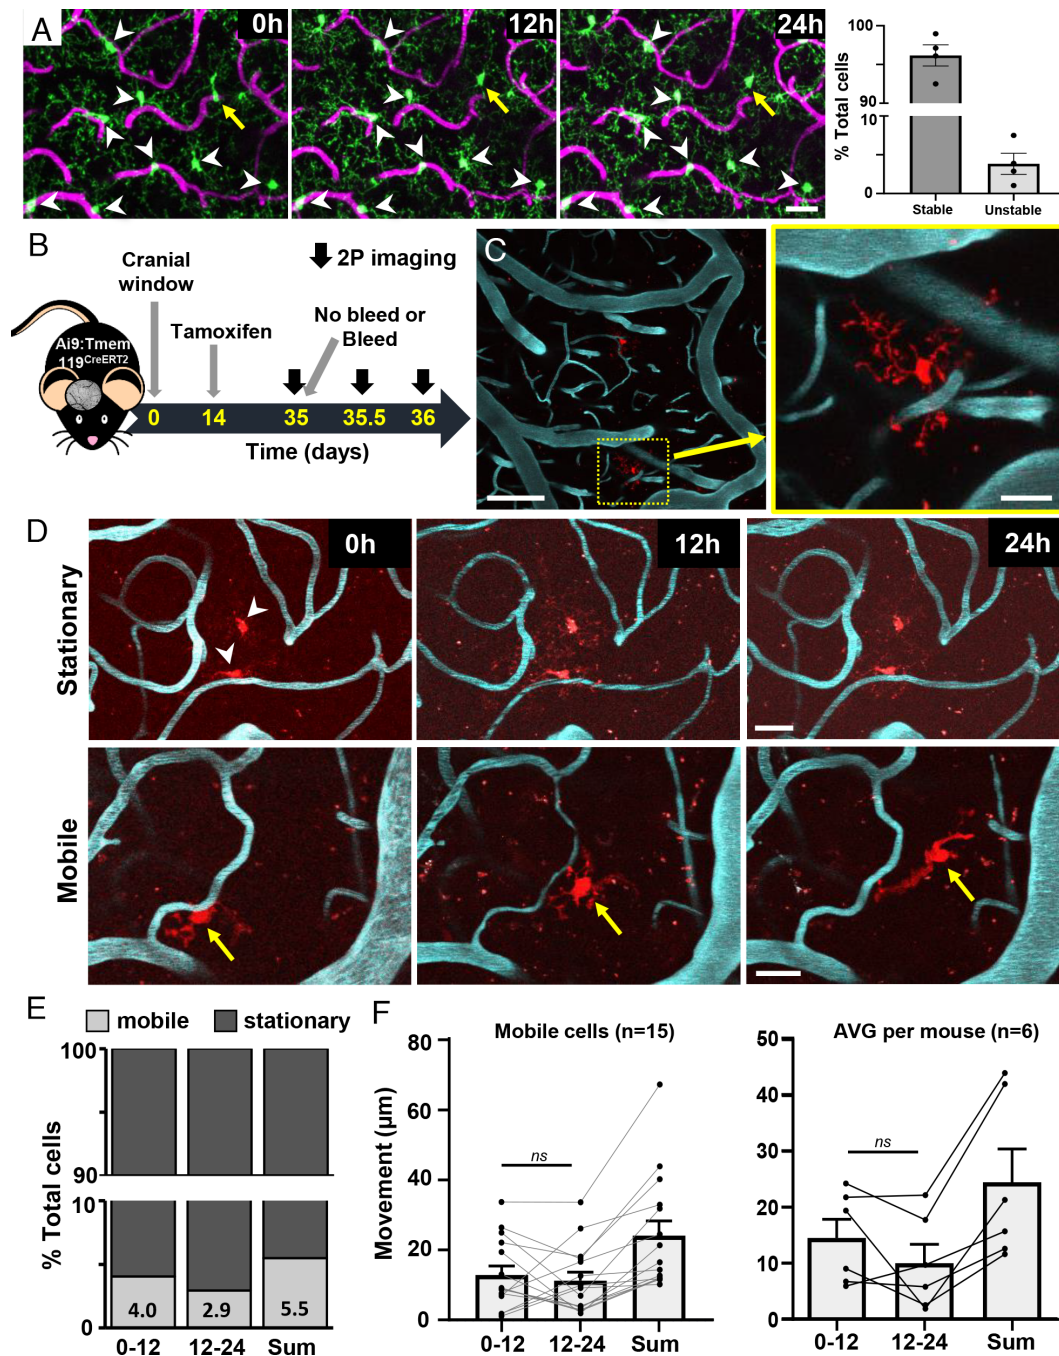 A
0h
12h
24h
% Total cells
100
90
10
0
Stable
Unstable
B
Cranial
window
2P imaging
Tamoxifen
No bleed or
Bleed
Ai9:Tmem
119CreERT2
0
14
35
35.5
36
Time (days)
C
D
0h
12h
24h
Stationary
Mobile
E
mobile
stationary
% Total cells
100
90
10
0
4.0
2.9
5.5
0-12
12-24
Sum
F
Mobile cells (n=15)
Movement (µm)
80
60
40
20
0
ns
0-12
12-24
Sum
AVG per mouse (n=6)
50
40
30
20
10
0
ns
0-12
12-24
Sum